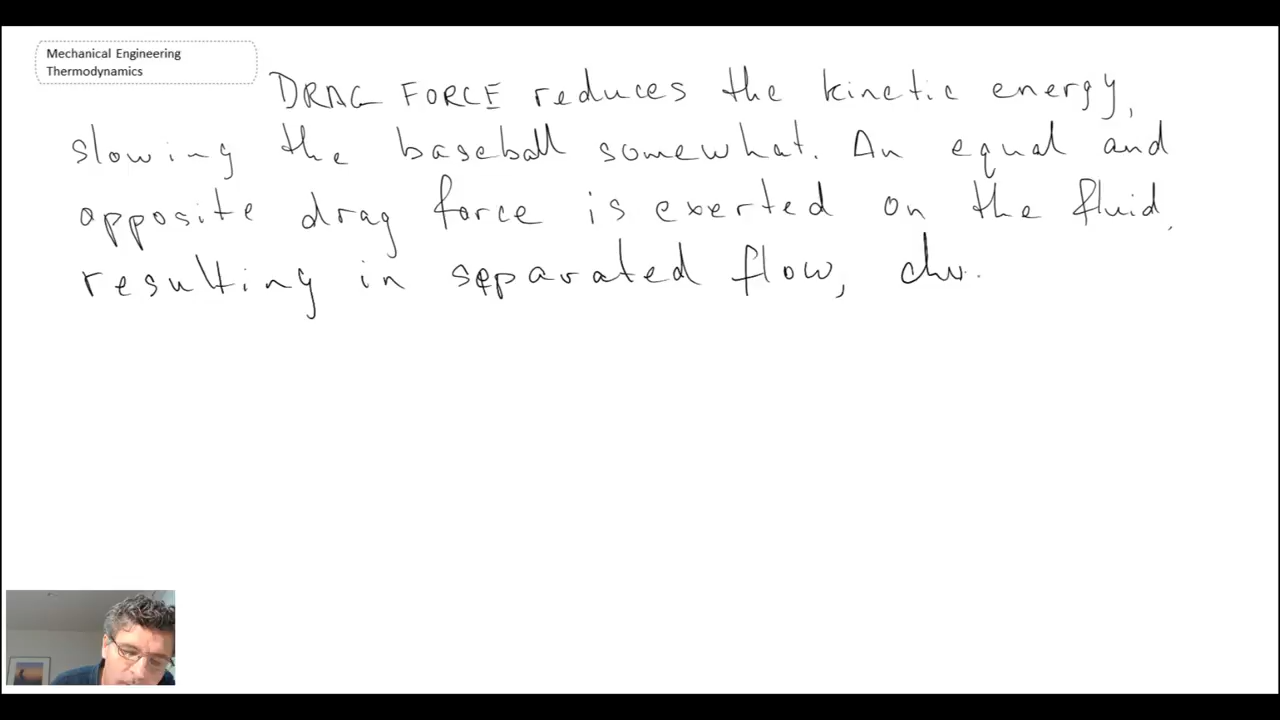 Mechanical Engineering
Thermodynamics
DRAG FORCE reduces the kinetic energy,
slowing the baseball somewhat. An equal and
opposite drag force is exerted on the fluid,
resulting in separated flow,